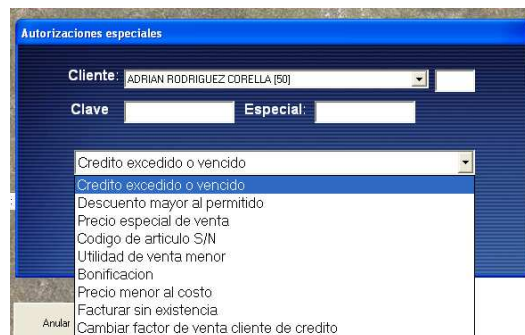 Autorizaciones especiales
Cliente: ADRIAN RODRIGUEZ CORELLA [50]
Clave Especial:
Credito excedido o vencido
Credito excedido o vencido
Descuento mayor al permitido
Precio especial de venta
Codigo de articulo S/N
Utilidad de venta menor
Bonificacion
Precio menor al costo
Facturar sin existencia
Anular
Cambiar factor de venta cliente de credito